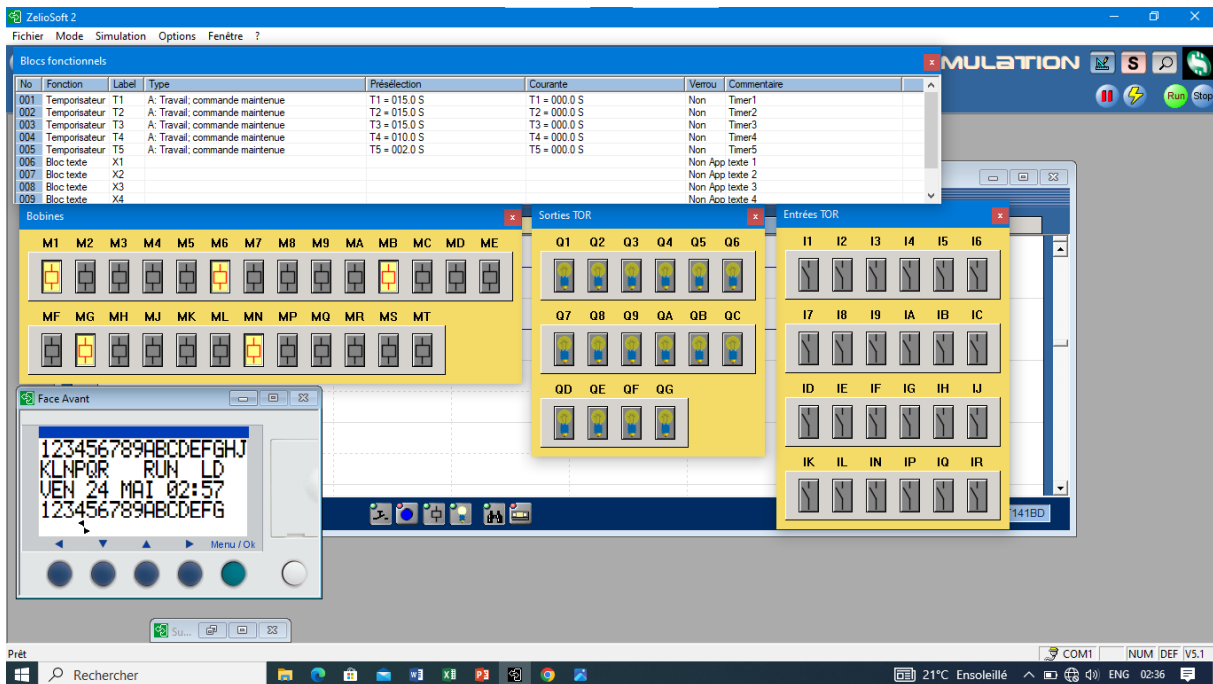 ZelioSoft 2
Fichier Mode Simulation Options Fenêtre ?
Blocs fonctionnels
MULATION S
Run Stop
No Fonction Label Type Présélection Courante Verrou Commentaire
001 Temporisateur T1 A: Travail; commande maintenue T1 = 015.0 S T1 = 000.0 S Non Timer1
002 Temporisateur T2 A: Travail; commande maintenue T2 = 015.0 S T2 = 000.0 S Non Timer2
003 Temporisateur T3 A: Travail; commande maintenue T3 = 015.0 S T3 = 000.0 S Non Timer3
004 Temporisateur T4 A: Travail; commande maintenue T4 = 010.0 S T4 = 000.0 S Non Timer4
005 Temporisateur T5 A: Travail; commande maintenue T5 = 002.0 S T5 = 000.0 S Non Timer5
006 Bloc texte X1 Non App texte 1
007 Bloc texte X2 Non App texte 2
008 Bloc texte X3 Non App texte 3
009 Bloc texte X4 Non App texte 4
Bobines
M1 M2 M3 M4 M5 M6 M7 M8 M9 MA MB MC MD ME
MF MG MH MJ MK ML MN MP MQ MR MS MT
Sorties TOR
Q1 Q2 Q3 Q4 Q5 Q6
Q7 Q8 Q9 QA QB QC
QD QE QF QG
Entrées TOR
I1 I2 I3 I4 I5 I6
I7 I8 I9 IA IB IC
ID IE IF IG IH IJ
IK IL IN IP IQ IR
Face Avant
123456789ABCDEFGHJ
KLNPQR RUN LD
VEN 24 MAI 02:57
123456789ABCDEFG
Menu / Ok
141BD
Su...
Prêt
COM1 NUM DEF V5.1
Rechercher
21°C Ensoleillé ENG 02:36